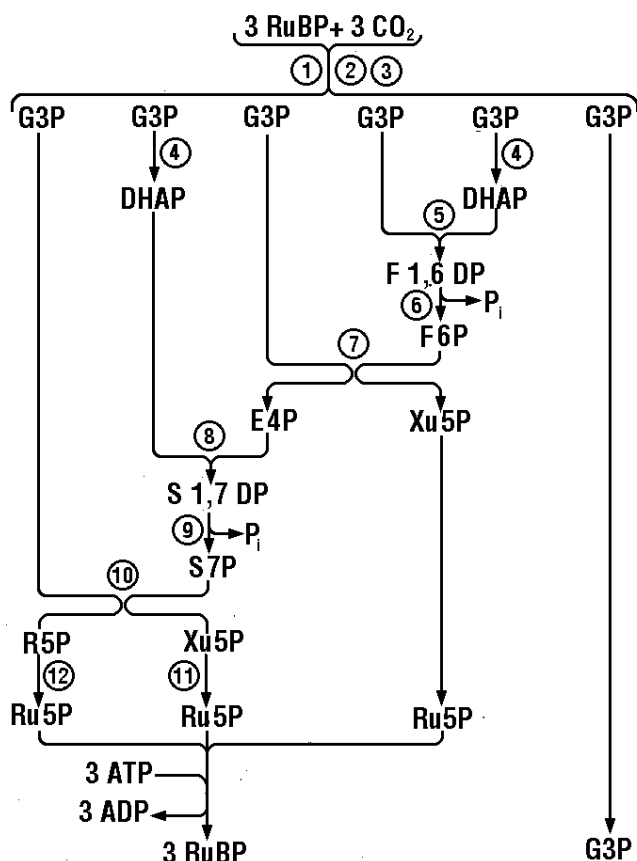 3 RuBP + 3 CO₂
① ② ③
G3P G3P G3P G3P G3P G3P
④ ④
DHAP DHAP
⑤
F 1,6 DP
⑥ Pᵢ
F6P
⑦
E4P Xu5P
⑧
S 1,7 DP
⑨ Pᵢ
S7P
⑩
R5P Xu5P
⑫ ⑪
Ru5P Ru5P Ru5P
3 ATP
3 ADP
3 RuBP G3P